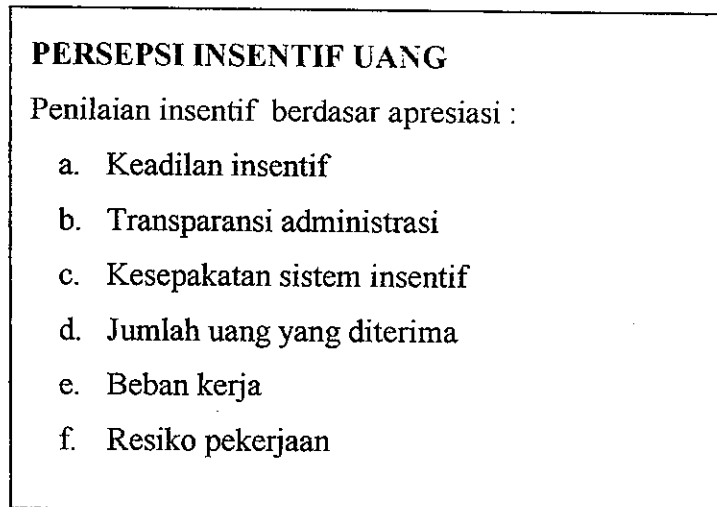 PERSEPSI INSENTIF UANG
Penilaian insentif berdasar apresiasi :
a. Keadilan insentif
b. Transparansi administrasi
c. Kesepakatan sistem insentif
d. Jumlah uang yang diterima
e. Beban kerja
f. Resiko pekerjaan